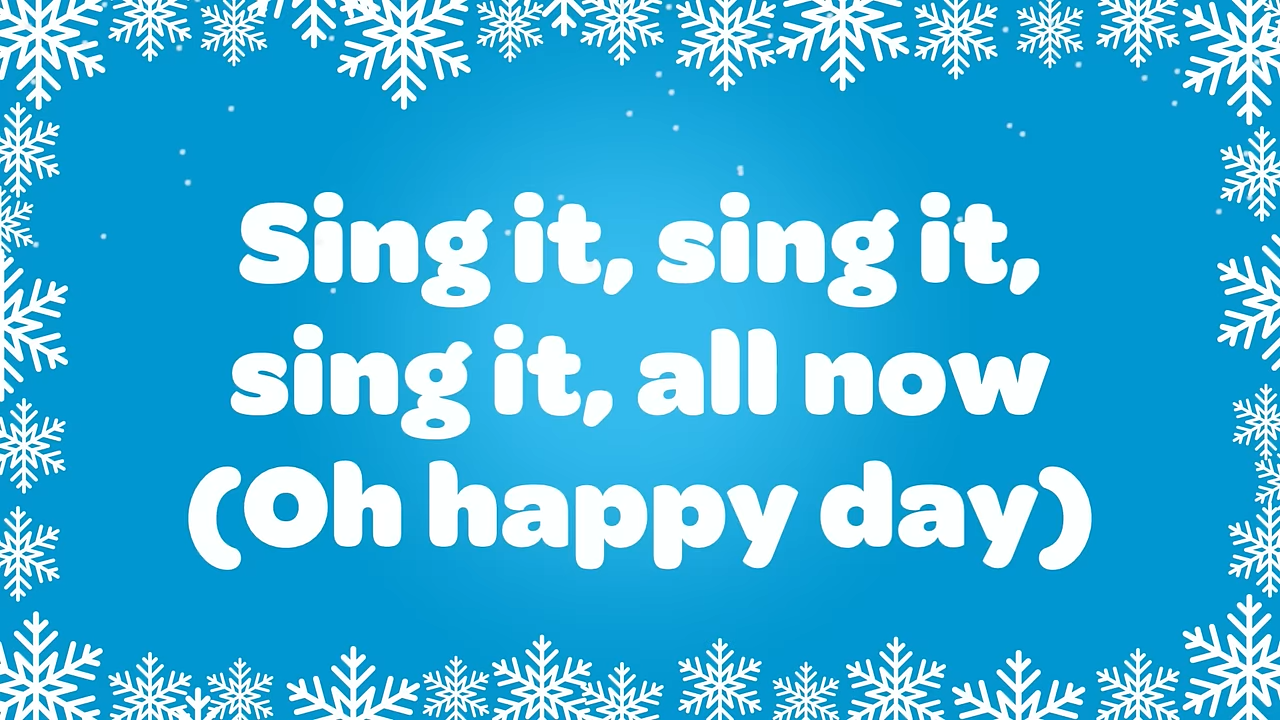 Sing it, sing it,
sing it, all now
(Oh happy day)